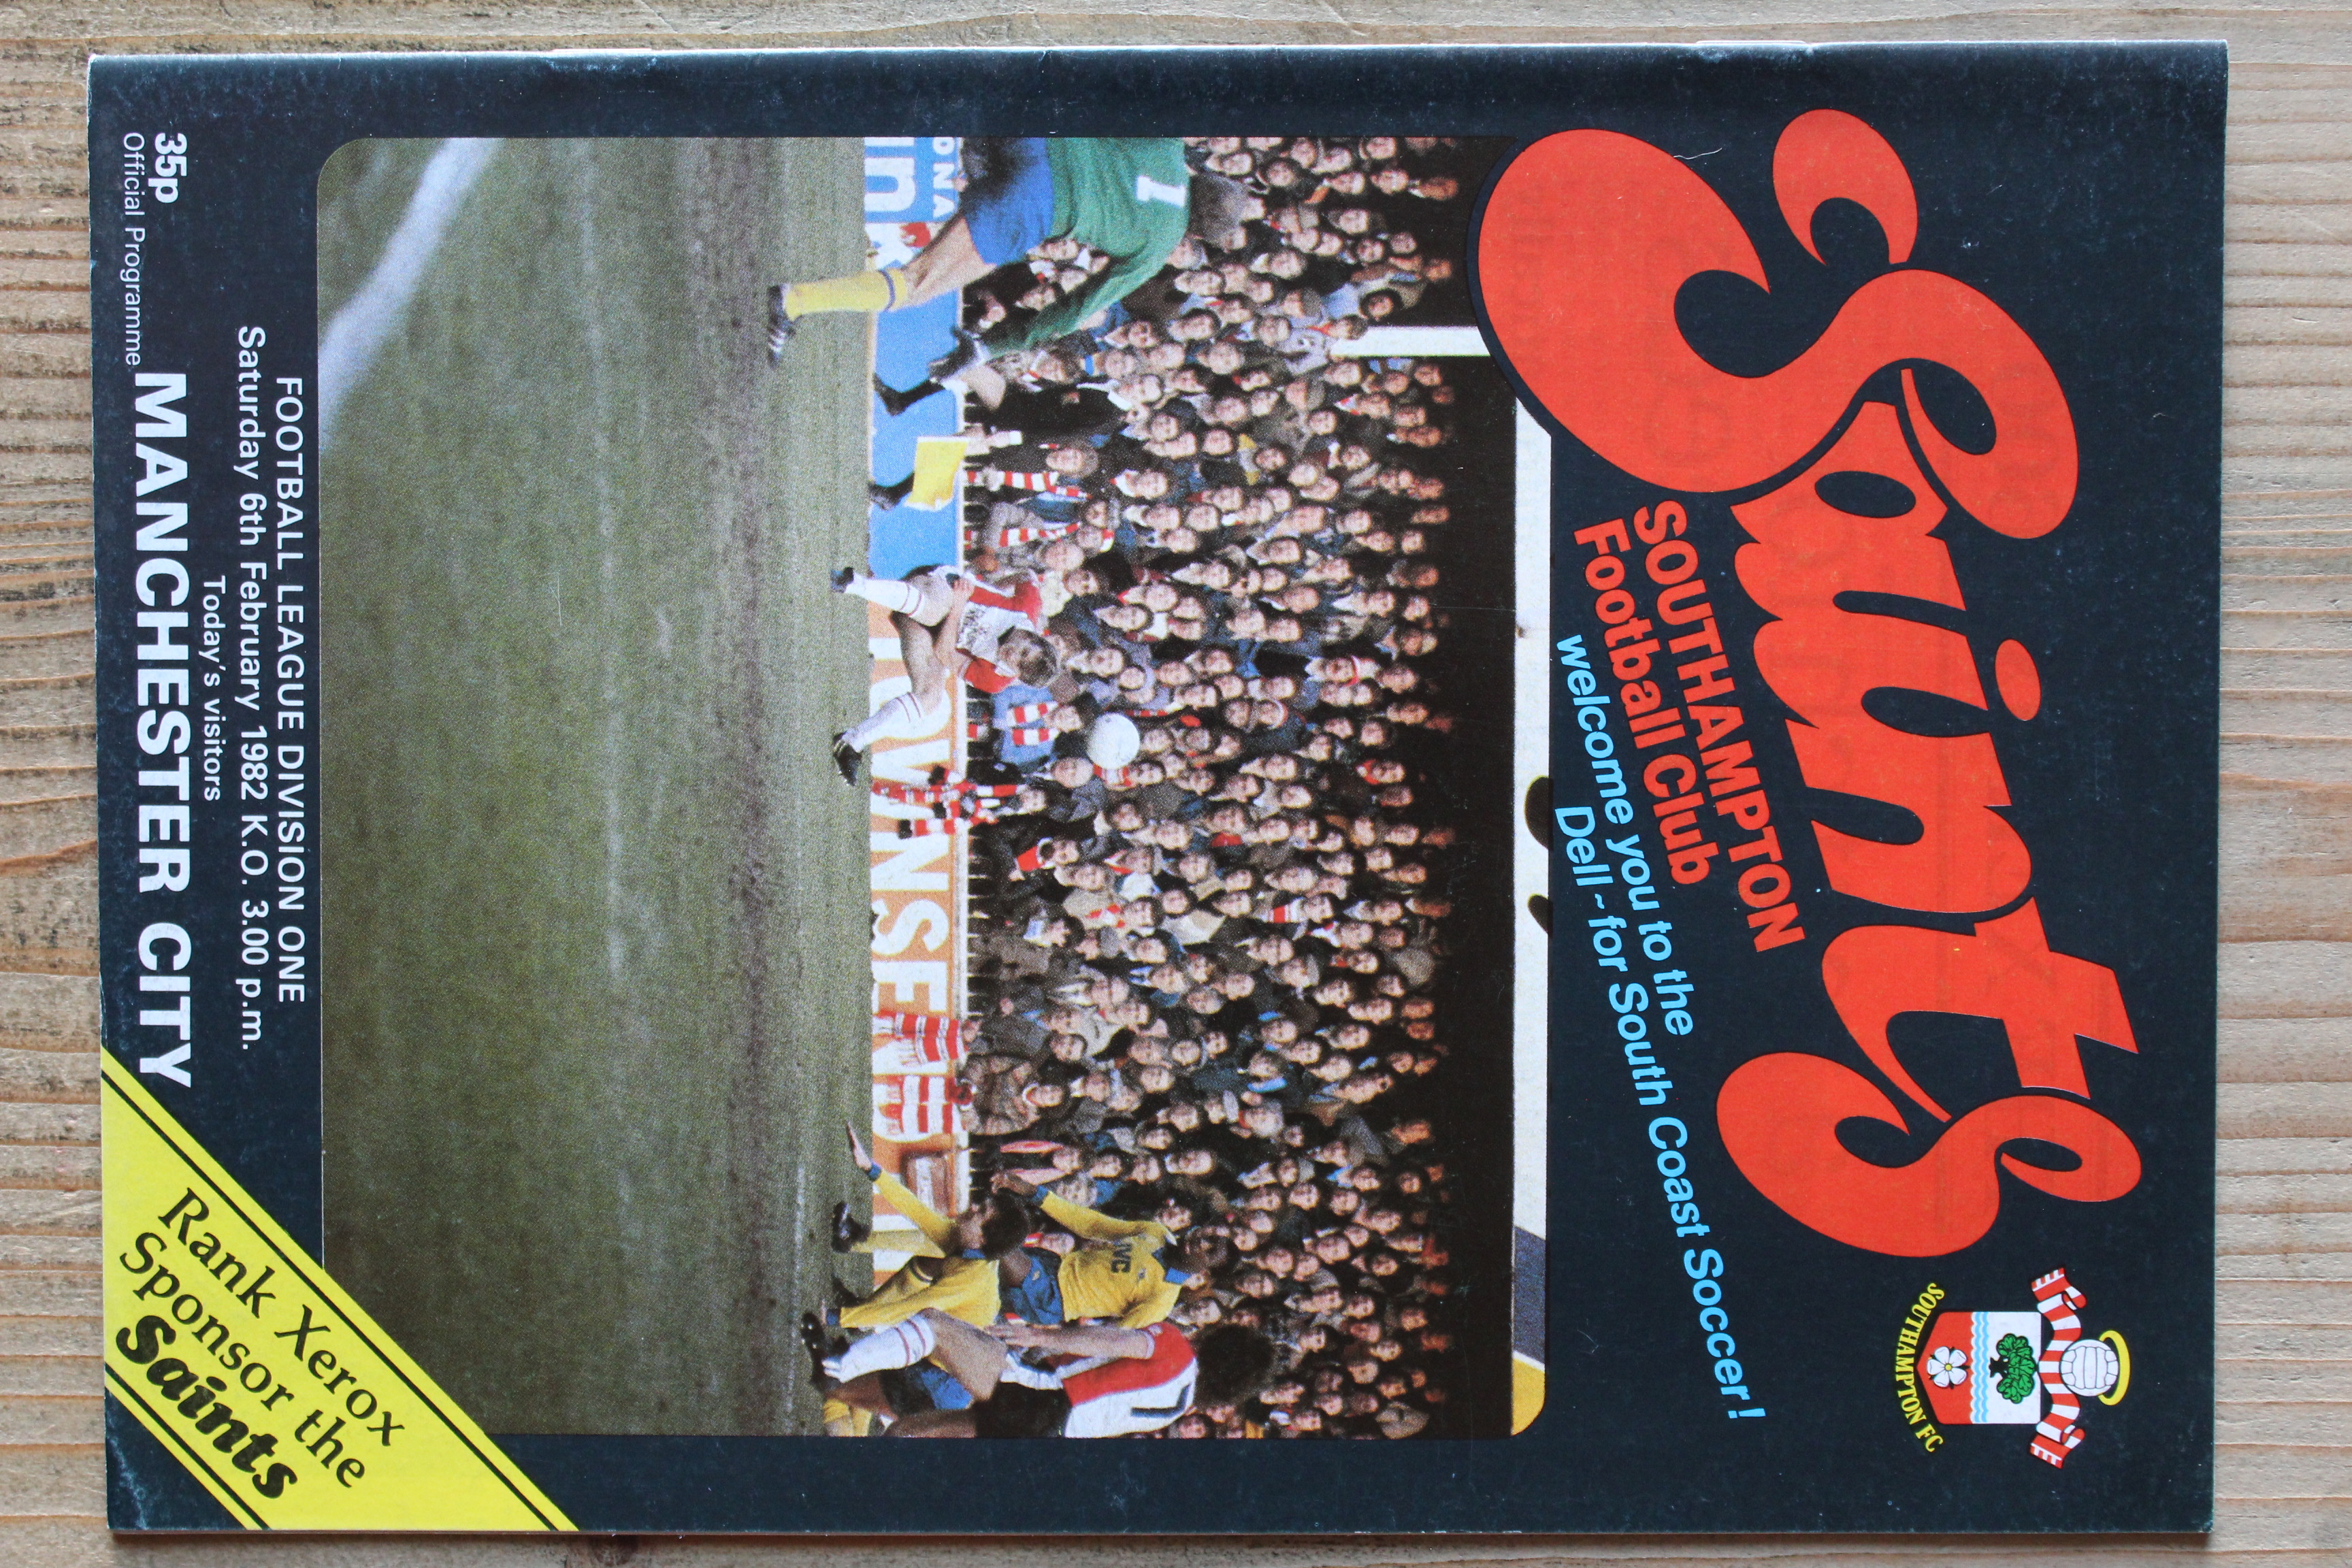 Saints
SOUTHAMPTON
Football Club
welcome you to the
Dell - for South Coast Soccer!
SOUTHAMPTON FC
FOOTBALL LEAGUE DIVISION ONE
Saturday 6th February 1982 K.O. 3.00 p.m.
Today's visitors
35p
Official Programme
MANCHESTER CITY
Rank Xerox
Sponsor the
Saints